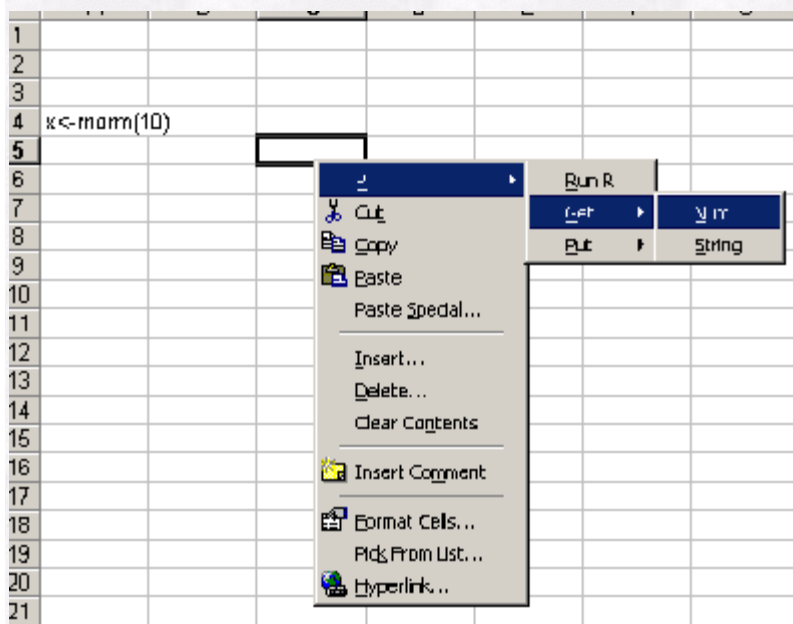 1
2
3
4 x<-rnorm(10)
5
6 Run R
7 Cut Get Num
8 Copy Put String
9 Paste
10 Paste Special...
11
12 Insert...
13 Delete...
14 Clear Contents
15
16 Insert Comment
17
18 Format Cells...
19 Pick From List...
20 Hyperlink...
21